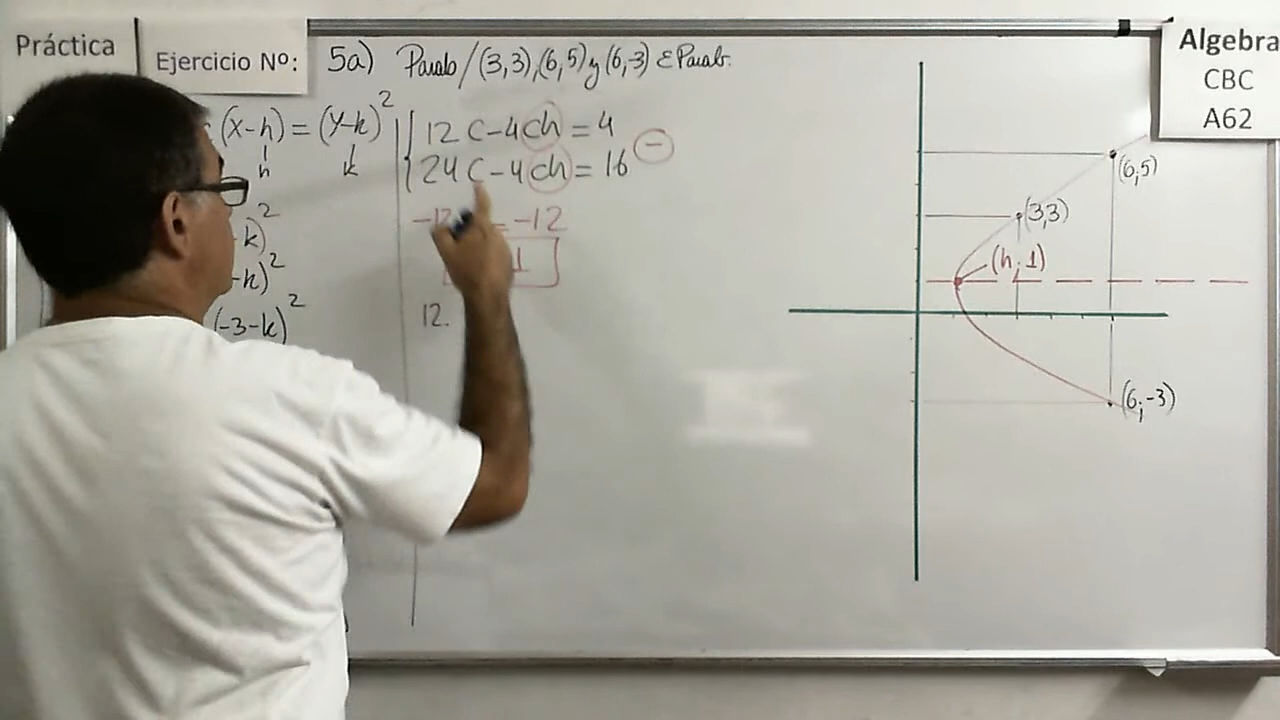 Práctica
Ejercicio Nº:
5a) Parab/(3,3),(6,5) y (6,-3) ε Parab.
Algebra
CBC
A62
(x-h) = (y-k)²
h k
k)²
-k)²
(-3-k)²
12c-4ch = 4
24c-4ch = 16
−
-12 = -12
1
12.
(6;5)
(3,3)
(h;1)
(6;-3)